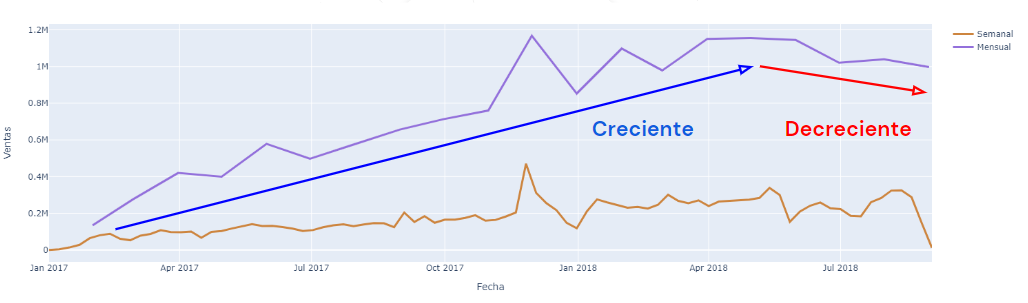 1.2M
1M
0.8M
0.6M
0.4M
0.2M
0
Ventas
Semanal
Mensual
Creciente
Decreciente
Jan 2017
Apr 2017
Jul 2017
Oct 2017
Jan 2018
Apr 2018
Jul 2018
Fecha